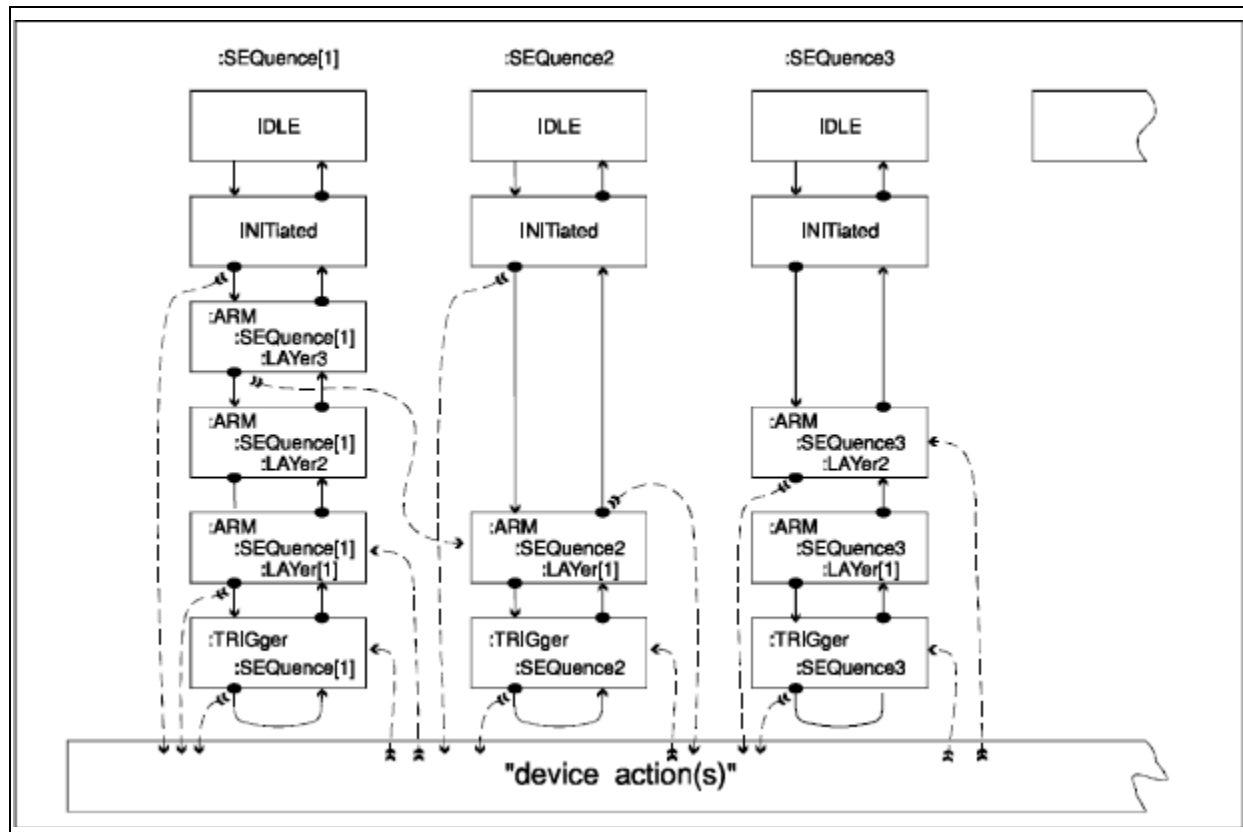 :SEQuence[1]
:SEQuence2
:SEQuence3
IDLE
IDLE
IDLE
INITiated
INITiated
INITiated
:ARM
:SEQuence[1]
:LAYer3
:ARM
:SEQuence[1]
:LAYer2
:ARM
:SEQuence3
:LAYer2
:ARM
:SEQuence[1]
:LAYer[1]
:ARM
:SEQuence2
:LAYer[1]
:ARM
:SEQuence3
:LAYer[1]
:TRIGger
:SEQuence[1]
:TRIGger
:SEQuence2
:TRIGger
:SEQuence3
"device action(s)"